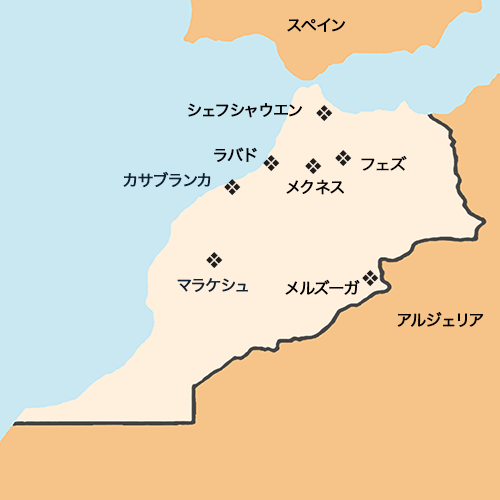 スペイン
シェフシャウエン
ラバド
フェズ
カサブランカ
メクネス
マラケシュ
メルズーガ
アルジェリア